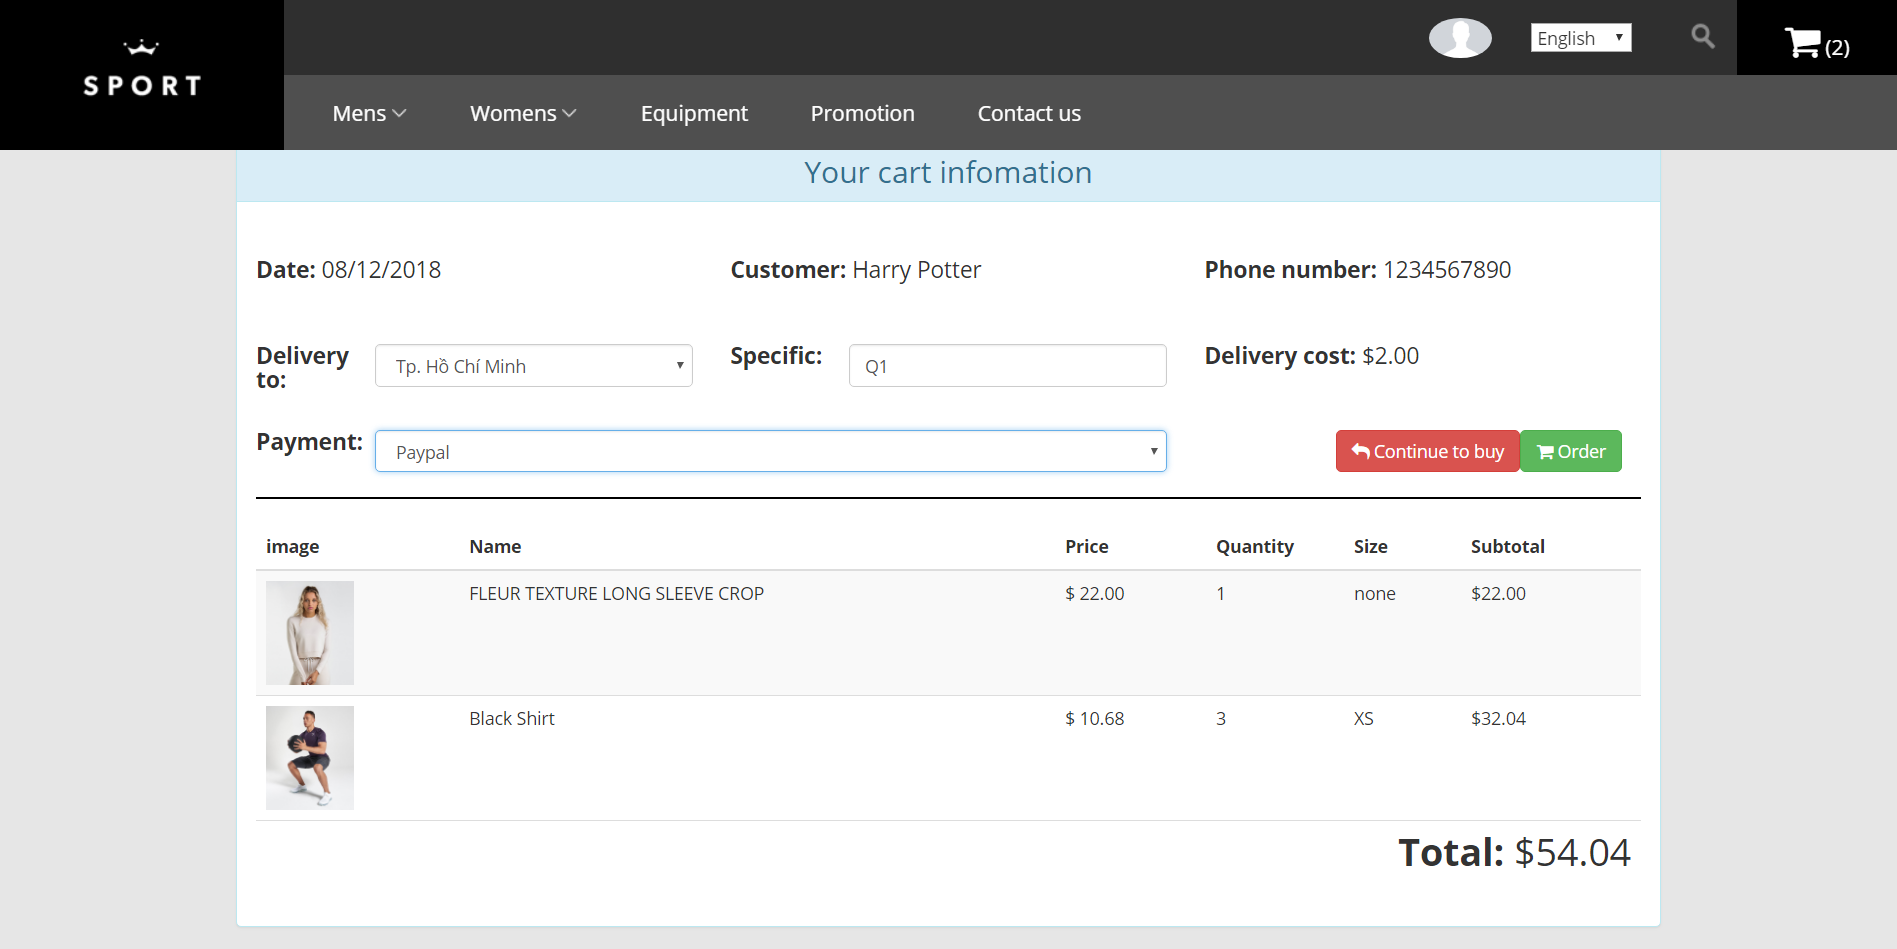 SPORT
English
(2)
Mens
Womens
Equipment
Promotion
Contact us
Your cart infomation
Date: 08/12/2018
Customer: Harry Potter
Phone number: 1234567890
Delivery to:
Tp. Hồ Chí Minh
Specific:
Q1
Delivery cost: $2.00
Payment:
Paypal
Continue to buy
Order
image Name Price Quantity Size Subtotal
FLEUR TEXTURE LONG SLEEVE CROP $ 22.00 1 none $22.00
Black Shirt $ 10.68 3 XS $32.04
Total: $54.04